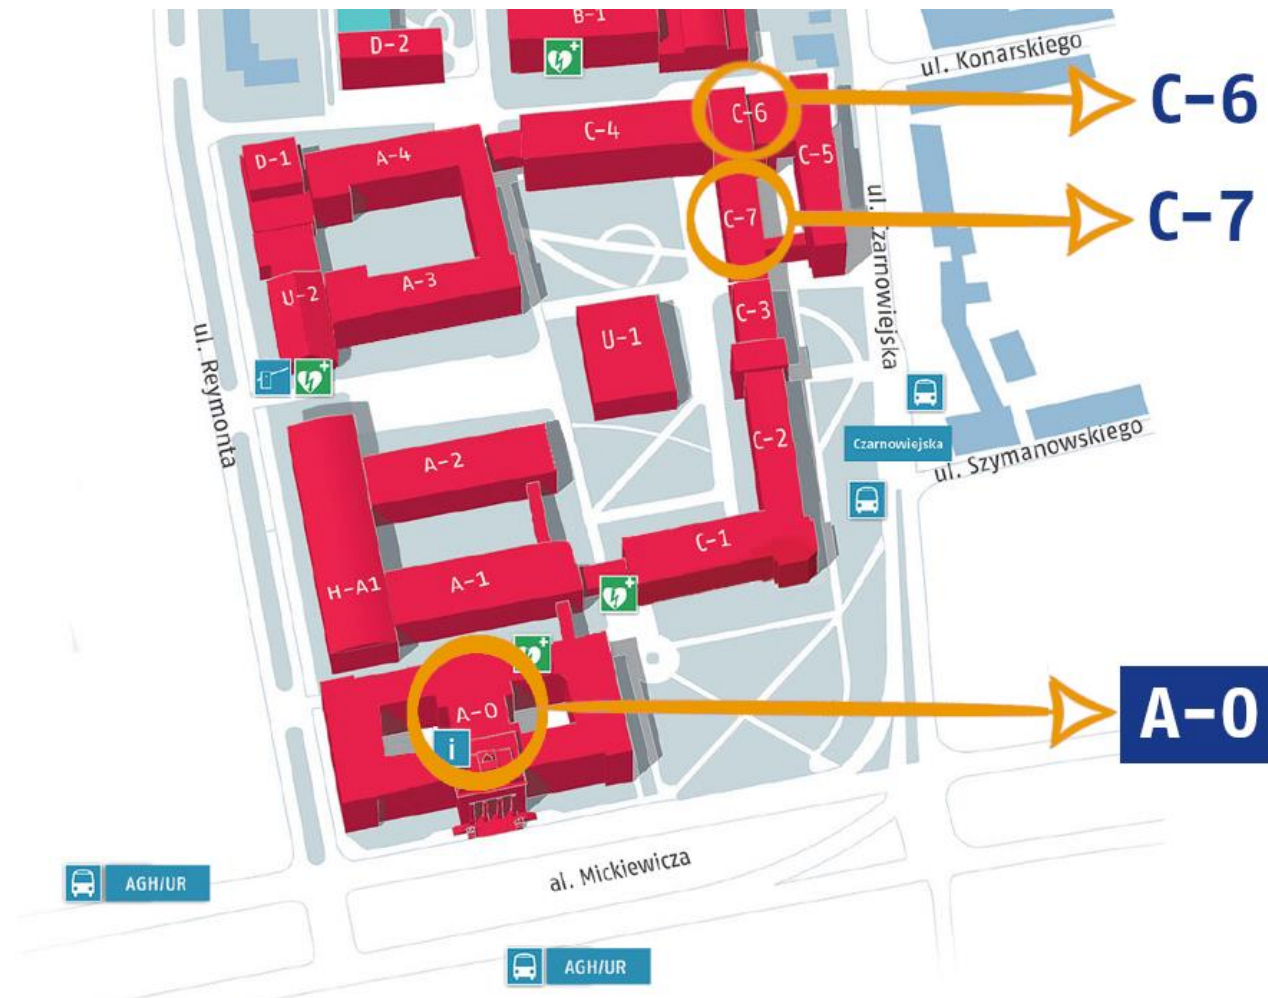 B-1
D-2
ul. Konarskiego
C-6
C-6
C-4
D-1
A-4
C-5
C-7
C-7
ul. Czarnowiejska
A-3
U-2
C-3
U-1
ul. Reymonta
C-2
Czarnowiejska
ul. Szymanowskiego
A-2
C-1
H-A1
A-1
A-0
A-0
i
al. Mickiewicza
AGH/UR
AGH/UR